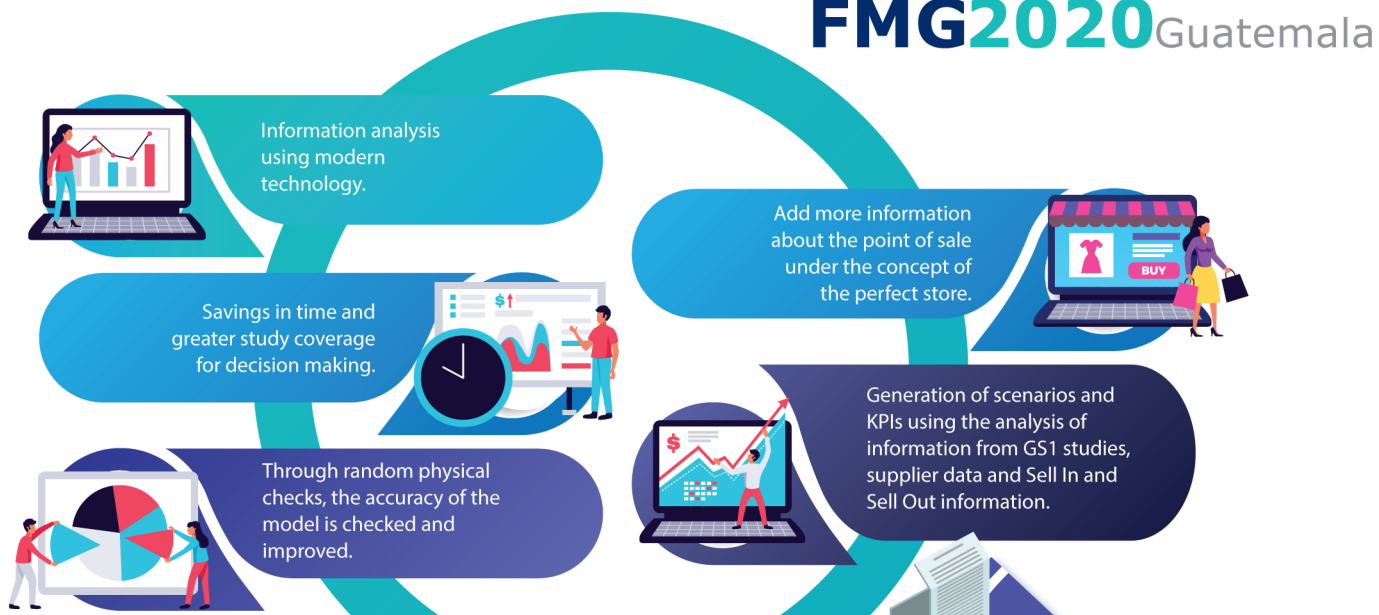 FMG2020Guatemala
Information analysis
using modern
technology.
Add more information
about the point of sale
under the concept of
the perfect store.
BUY
Savings in time and
greater study coverage
for decision making.
$
Generation of scenarios and
KPIs using the analysis of
information from GS1 studies,
supplier data and Sell In and
Sell Out information.
$
Through random physical
checks, the accuracy of the
model is checked and
improved.